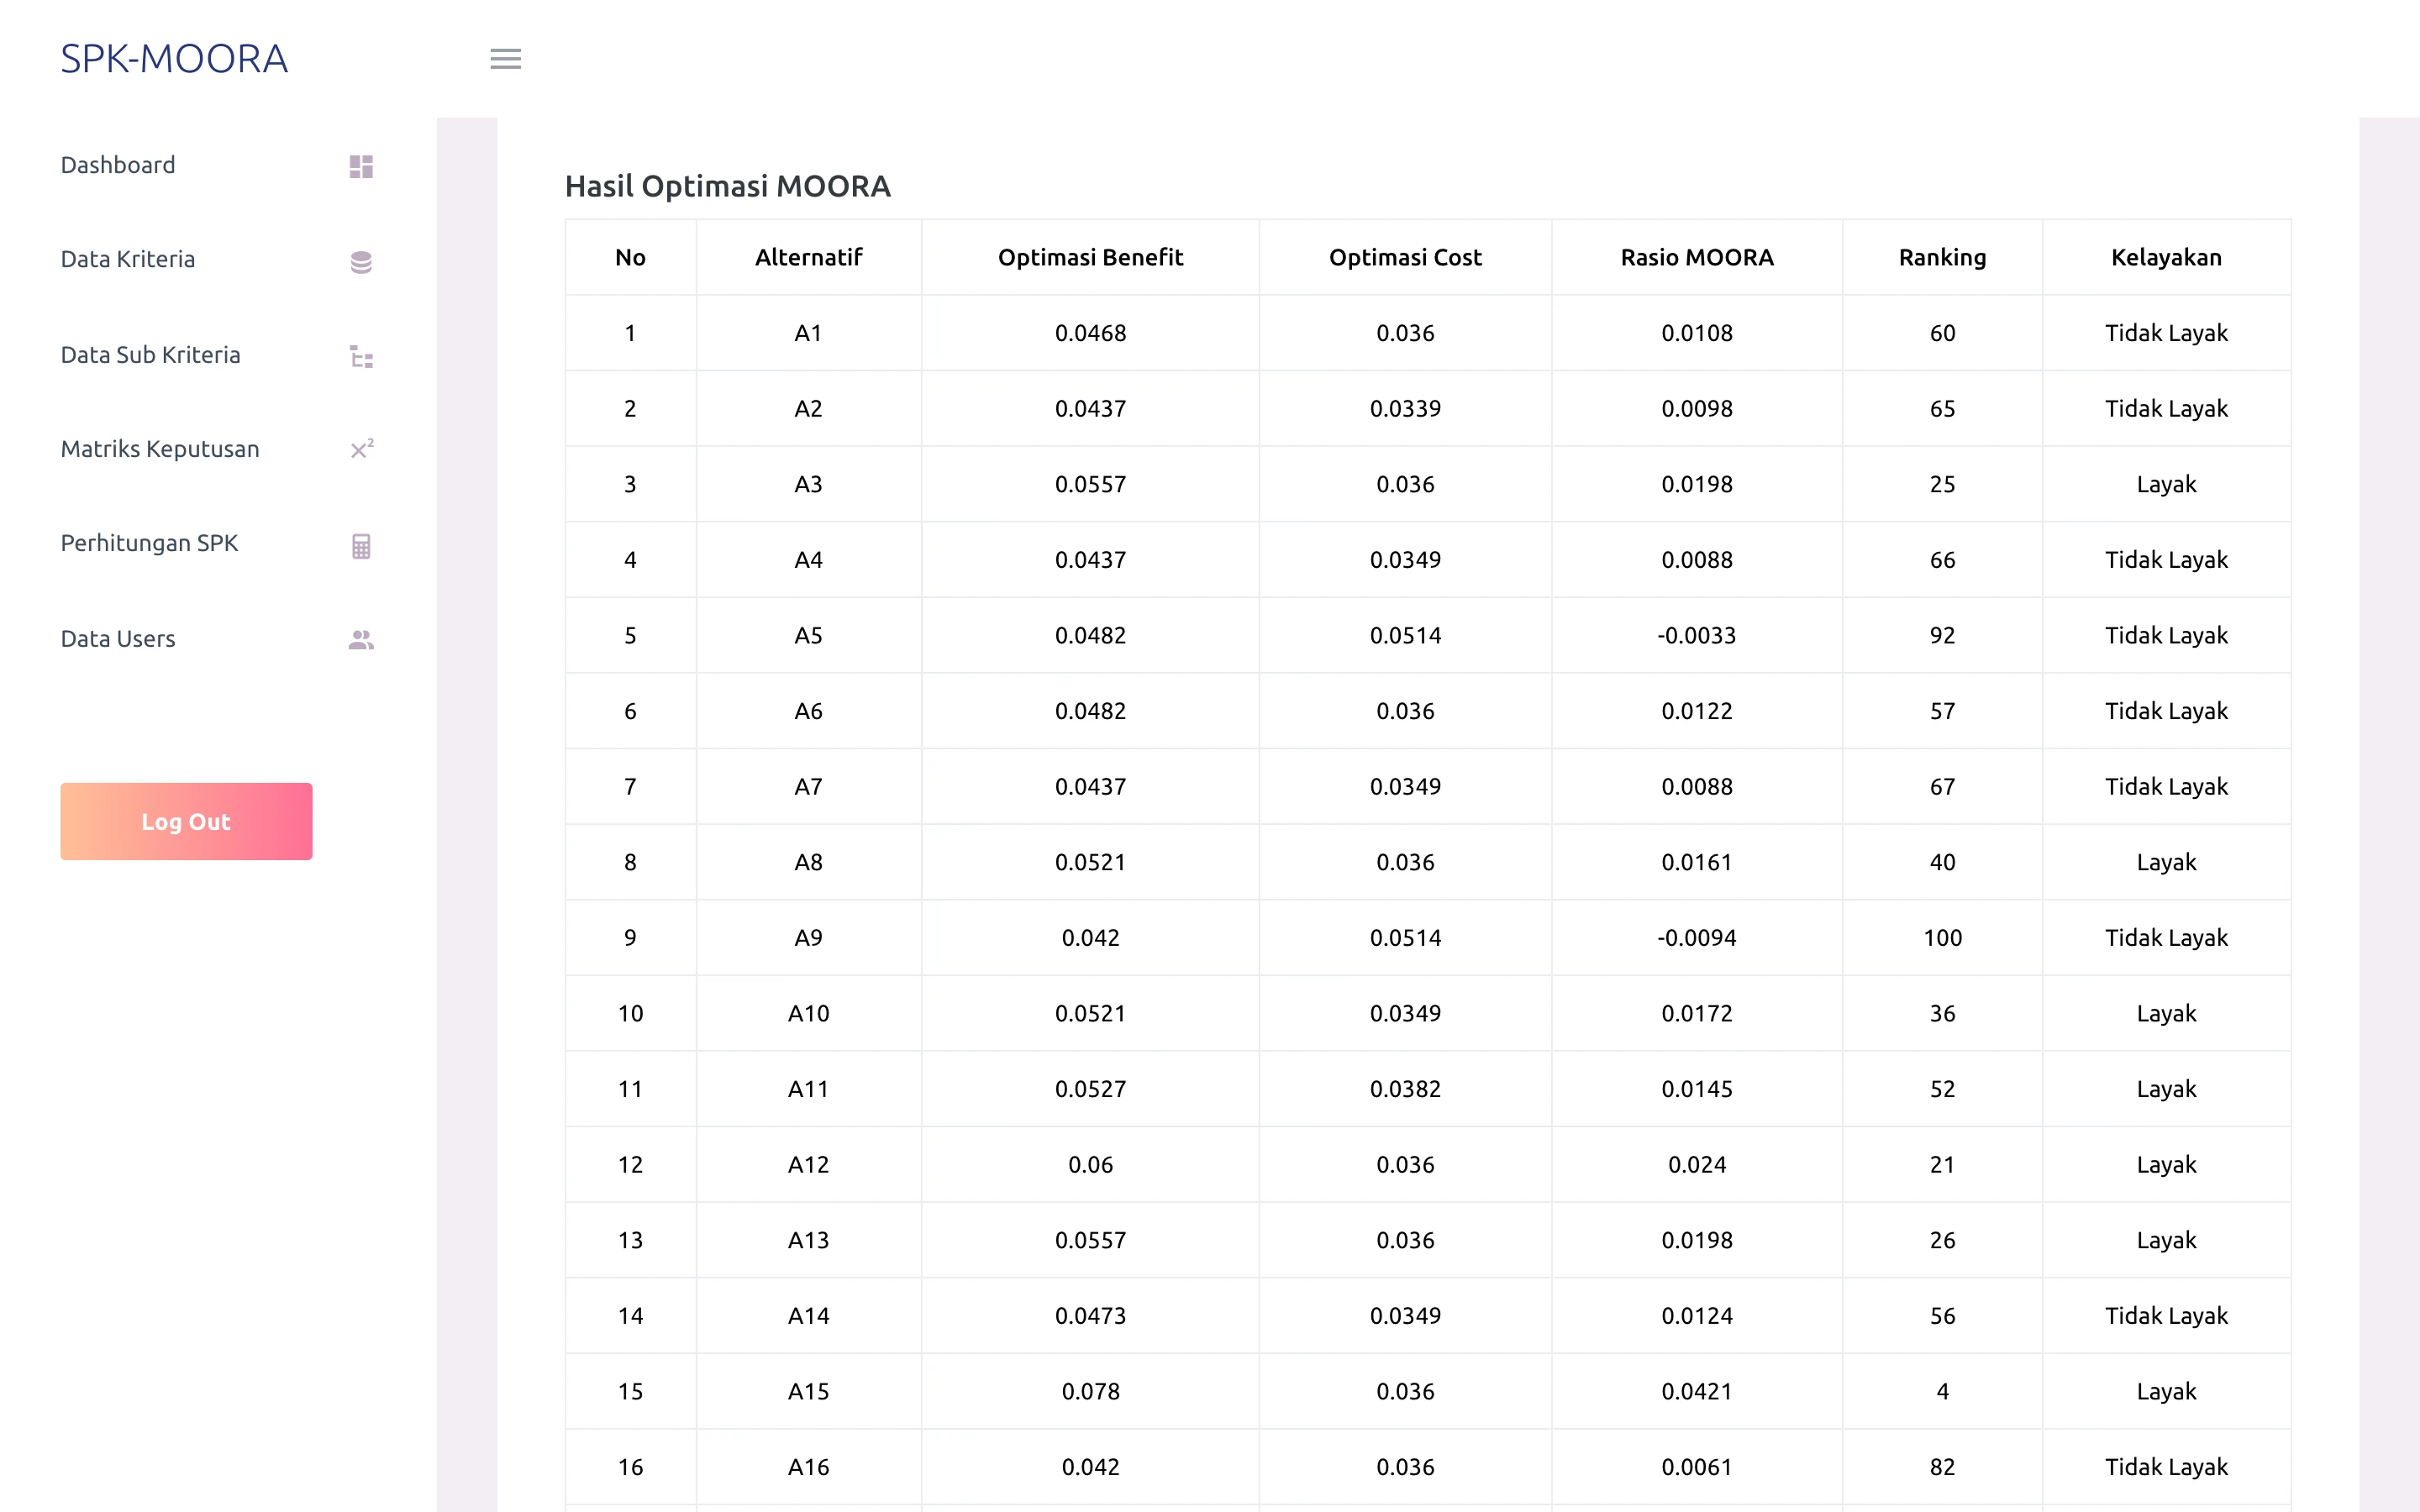 SPK-MOORA
Dashboard
Data Kriteria
Data Sub Kriteria
Matriks Keputusan
Perhitungan SPK
Data Users
Log Out
Hasil Optimasi MOORA
No Alternatif Optimasi Benefit Optimasi Cost Rasio MOORA Ranking Kelayakan
1 A1 0.0468 0.036 0.0108 60 Tidak Layak
2 A2 0.0437 0.0339 0.0098 65 Tidak Layak
3 A3 0.0557 0.036 0.0198 25 Layak
4 A4 0.0437 0.0349 0.0088 66 Tidak Layak
5 A5 0.0482 0.0514 -0.0033 92 Tidak Layak
6 A6 0.0482 0.036 0.0122 57 Tidak Layak
7 A7 0.0437 0.0349 0.0088 67 Tidak Layak
8 A8 0.0521 0.036 0.0161 40 Layak
9 A9 0.042 0.0514 -0.0094 100 Tidak Layak
10 A10 0.0521 0.0349 0.0172 36 Layak
11 A11 0.0527 0.0382 0.0145 52 Layak
12 A12 0.06 0.036 0.024 21 Layak
13 A13 0.0557 0.036 0.0198 26 Layak
14 A14 0.0473 0.0349 0.0124 56 Tidak Layak
15 A15 0.078 0.036 0.0421 4 Layak
16 A16 0.042 0.036 0.0061 82 Tidak Layak